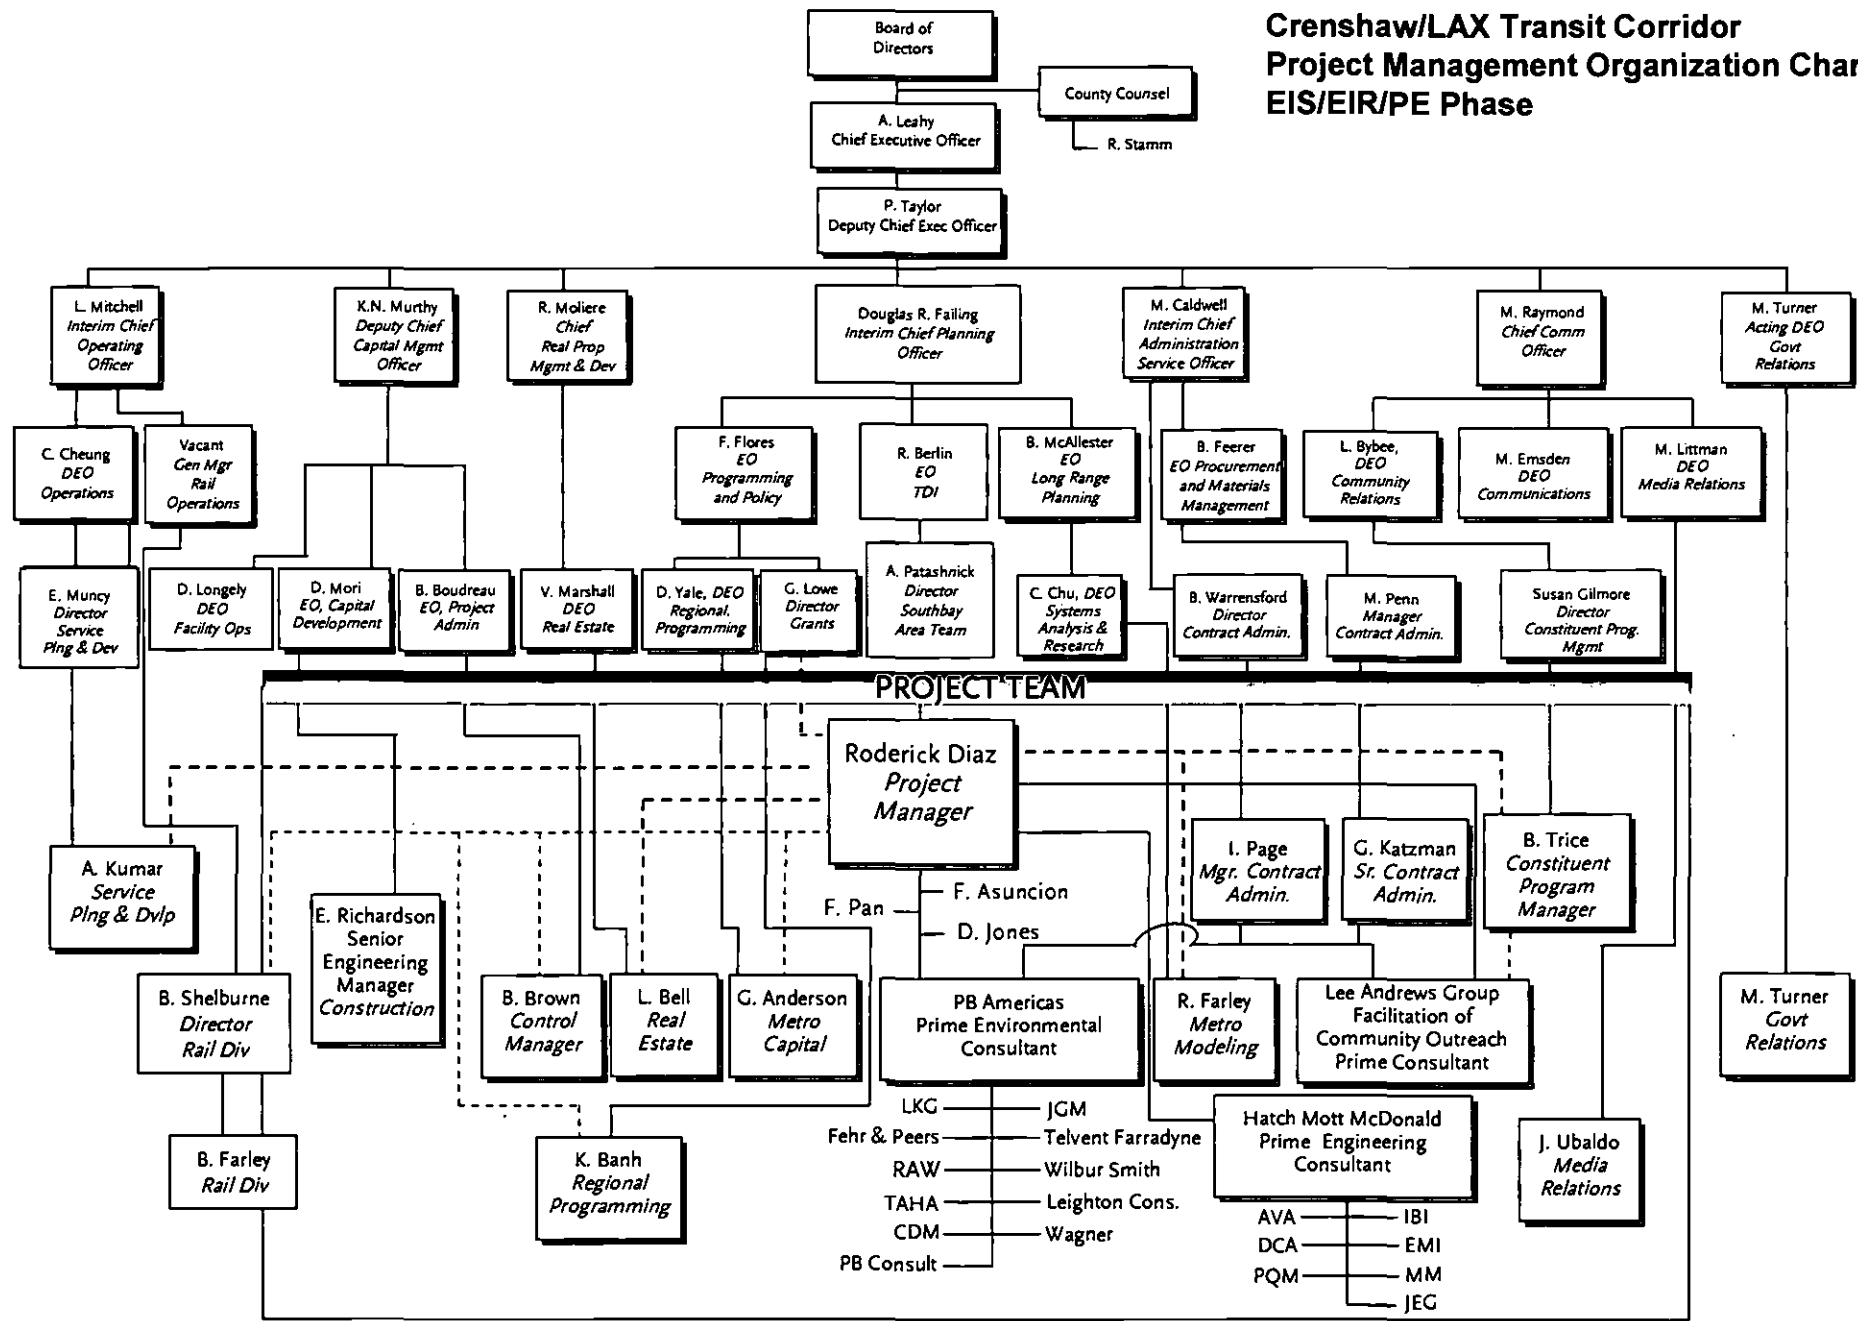 Crenshaw/LAX Transit Corridor
Project Management Organization Char
EIS/EIR/PE Phase
Board of
Directors
County Counsel
R. Stamm
A. Leahy
Chief Executive Officer
P. Taylor
Deputy Chief Exec Officer
L. Mitchell
Interim Chief
Operating
Officer
K.N. Murthy
Deputy Chief
Capital Mgmt
Officer
R. Moliere
Chief
Real Prop
Mgmt & Dev
Douglas R. Failing
Interim Chief Planning
Officer
M. Caldwell
Interim Chief
Administration
Service Officer
M. Raymond
Chief Comm
Officer
M. Turner
Acting DEO
Govt
Relations
C. Cheung
DEO
Operations
Vacant
Gen Mgr
Rail
Operations
F. Flores
EO
Programming
and Policy
R. Berlin
EO
TDI
B. McAllester
EO
Long Range
Planning
B. Feerer
EO Procurement
and Materials
Management
L. Bybee,
DEO
Community
Relations
M. Emsden
DEO
Communications
M. Littman
DEO
Media Relations
E. Muncy
Director
Service
Plng & Dev
D. Longely
DEO
Facility Ops
D. Mori
EO, Capital
Development
B. Boudreau
EO, Project
Admin
V. Marshall
DEO
Real Estate
D. Yale, DEO
Regional.
Programming
G. Lowe
Director
Grants
A. Patashnick
Director
Southbay
Area Team
C. Chu, DEO
Systems
Analysis &
Research
B. Warrensford
Director
Contract Admin.
M. Penn
Manager
Contract Admin.
Susan Gilmore
Director
Constituent Prog.
Mgmt
PROJECT TEAM
Roderick Diaz
Project
Manager
F. Asuncion
F. Pan
D. Jones
A. Kumar
Service
Plng & Dvlp
E. Richardson
Senior
Engineering
Manager
Construction
I. Page
Mgr. Contract
Admin.
G. Katzman
Sr. Contract
Admin.
B. Trice
Constituent
Program
Manager
B. Shelburne
Director
Rail Div
B. Brown
Control
Manager
L. Bell
Real
Estate
G. Anderson
Metro
Capital
PB Americas
Prime Environmental
Consultant
R. Farley
Metro
Modeling
Lee Andrews Group
Facilitation of
Community Outreach
Prime Consultant
M. Turner
Govt
Relations
B. Farley
Rail Div
K. Banh
Regional
Programming
LKG JGM
Fehr & Peers Telvent Farradyne
RAW Wilbur Smith
TAHA Leighton Cons.
CDM Wagner
PB Consult
Hatch Mott McDonald
Prime Engineering
Consultant
AVA IBI
DCA EMI
PQM MM
JEG
J. Ubaldo
Media
Relations